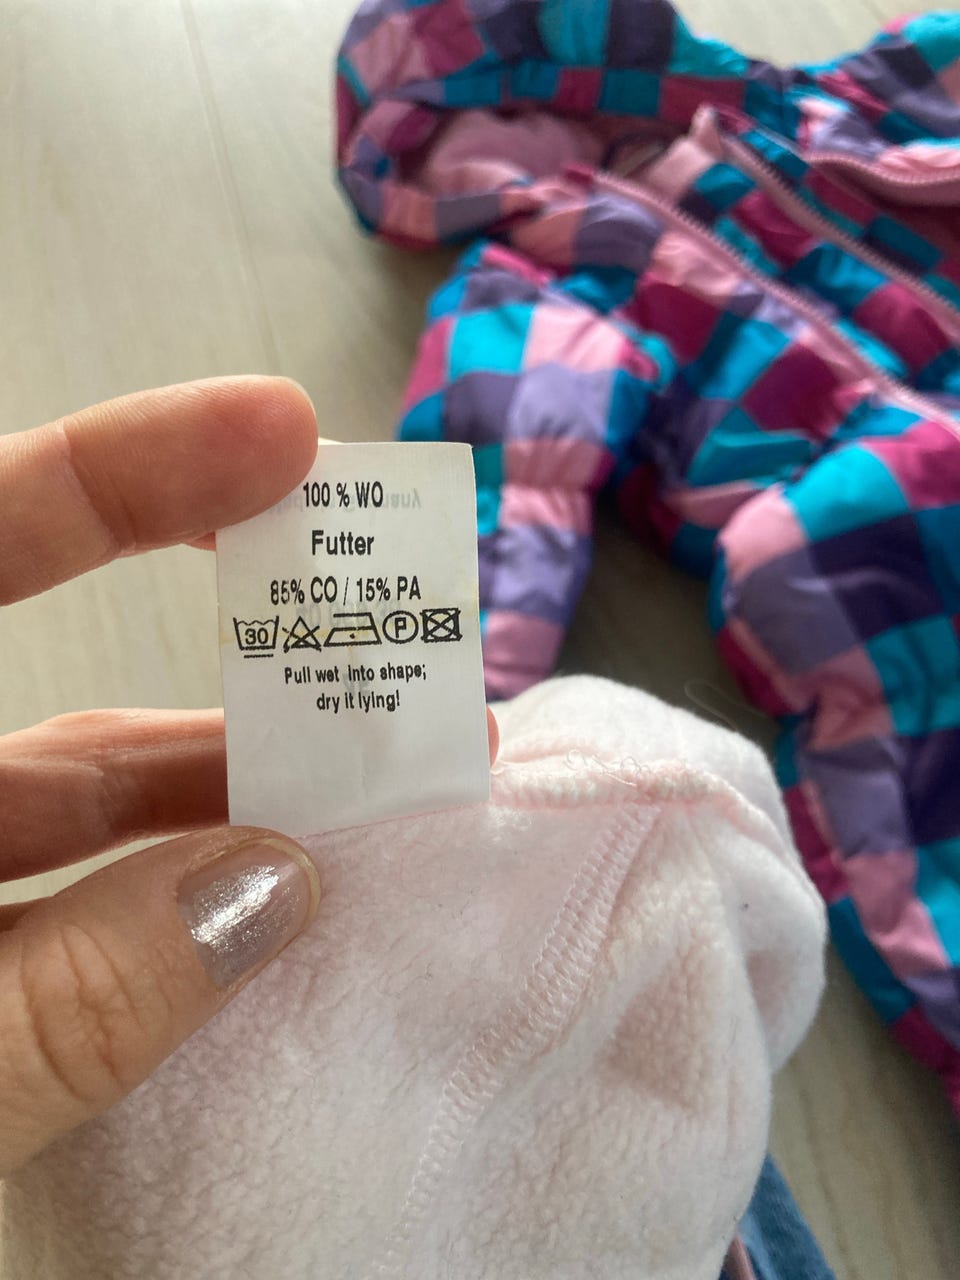 100 % WO
Futter
85% CO / 15% PA
30 P
Pull wet into shape;
dry it lying!